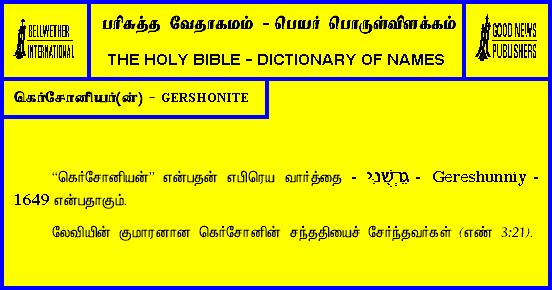 BELLWETHER
INTERNATIONAL
பரிசுத்த வேதாகமம் - பெயர் பொருள்விளக்கம்
THE HOLY BIBLE - DICTIONARY OF NAMES
GOOD NEWS
PUBLISHERS
கெர்சோனியர்(ன்) - GERSHONITE
“கெர்சோனியன்” என்பதன் எபிரெய வார்த்தை - גֵּרְשֻׁנִּי - Gereshunniy -
1649 என்பதாகும்.
லேவியின் குமாரனான கெர்சோனின் சந்ததியைச் சேர்ந்தவர்கள் (எண் 3:21).